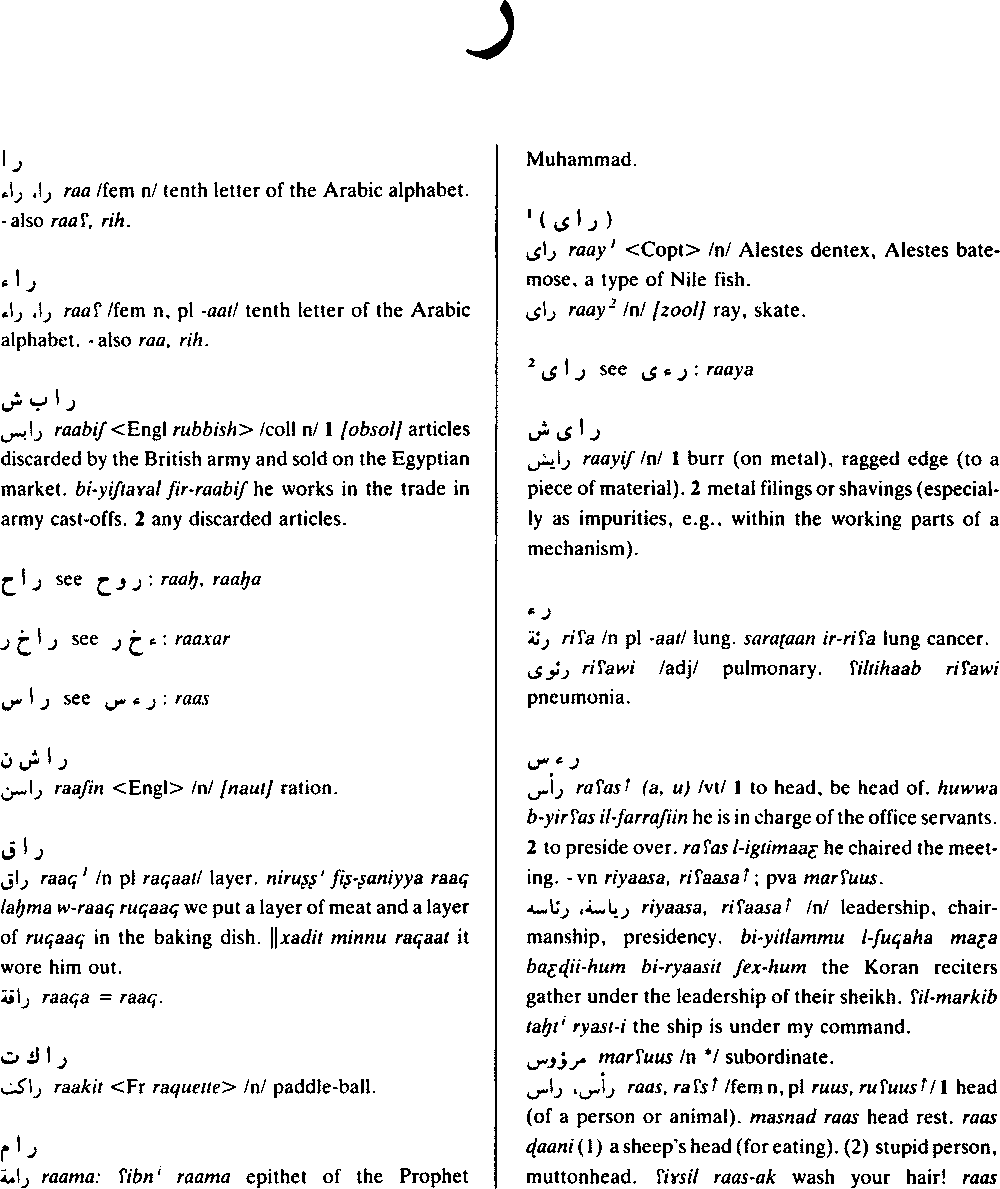 ر
ر ا
را، راء raa /fem n/ tenth letter of the Arabic alphabet.
- also raaʕ, rih.
ر ا ء
را، راء raaʕ /fem n, pl -aat/ tenth letter of the Arabic
alphabet. - also raa, rih.
ر ا ب ش
رابش raabiʃ <Engl rubbish> /coll n/ 1 [obsol] articles
discarded by the British army and sold on the Egyptian
market. bi-yiʃtaɣal fir-raabiʃ he works in the trade in
army cast-offs. 2 any discarded articles.
ر ا ح see ر و ح : raaḥ, raaḥa
ر ا خ ر see ء خ ر : raaxar
ر ا س see ر ء س : raas
ر ا ش ن
راشن raaʃin <Engl> /n/ [naut] ration.
ر ا ق
راق raaq¹ /n pl raqaat/ layer. niruṣṣⁱ fiṣ-ṣaniyya raaq
laḥma w-raaq ruqaaq we put a layer of meat and a layer
of ruqaaq in the baking dish. ‖xadit minnu raqaat it
wore him out.
راقة raaqa = raaq.
ر ا ك ت
راكت raakit <Fr raquette> /n/ paddle-ball.
ر ا م
رامة raama: ʕibnⁱ raama epithet of the Prophet
Muhammad.
¹ (ر ا ى)
راى raay¹ <Copt> /n/ Alestes dentex, Alestes bate-
mose, a type of Nile fish.
راى raay² /n/ [zool] ray, skate.
² ر ا ى see ر ء ى : raaya
ر ا ى ش
رايش raayiʃ /n/ 1 burr (on metal), ragged edge (to a
piece of material). 2 metal filings or shavings (especial-
ly as impurities, e.g., within the working parts of a
mechanism).
ر ء
رئة riʕa /n pl -aat/ lung. saraṭaan ir-riʕa lung cancer.
رئوى riʕawi /adj/ pulmonary. ʕiltihaab riʕawi
pneumonia.
ر ء س
رأس raʕas↑ (a, u) /vt/ 1 to head, be head of. huwwa
b-yirʕas il-farraʃiin he is in charge of the office servants.
2 to preside over. raʕas l-igtimaaع he chaired the meet-
ing. - vn riyaasa, riʕaasa↑; pva marʕuus.
رياسة، رئاسه riyaasa, riʕaasa↑ /n/ leadership, chair-
manship, presidency. bi-yitlammu l-fuqaha maعa
baعḍii-hum bi-ryaasit ʃex-hum the Koran reciters
gather under the leadership of their sheikh. ʕil-markib
taḥtⁱ ryast-i the ship is under my command.
مرؤوس marʕuus /n */ subordinate.
رأس، راس raas, raʕs↑ /fem n, pl ruus, ruʕuus↑/ 1 head
(of a person or animal). masnad raas head rest. raas
ḍaani (1) a sheep's head (for eating). (2) stupid person,
muttonhead. ʕiɣsil raas-ak wash your hair! raas